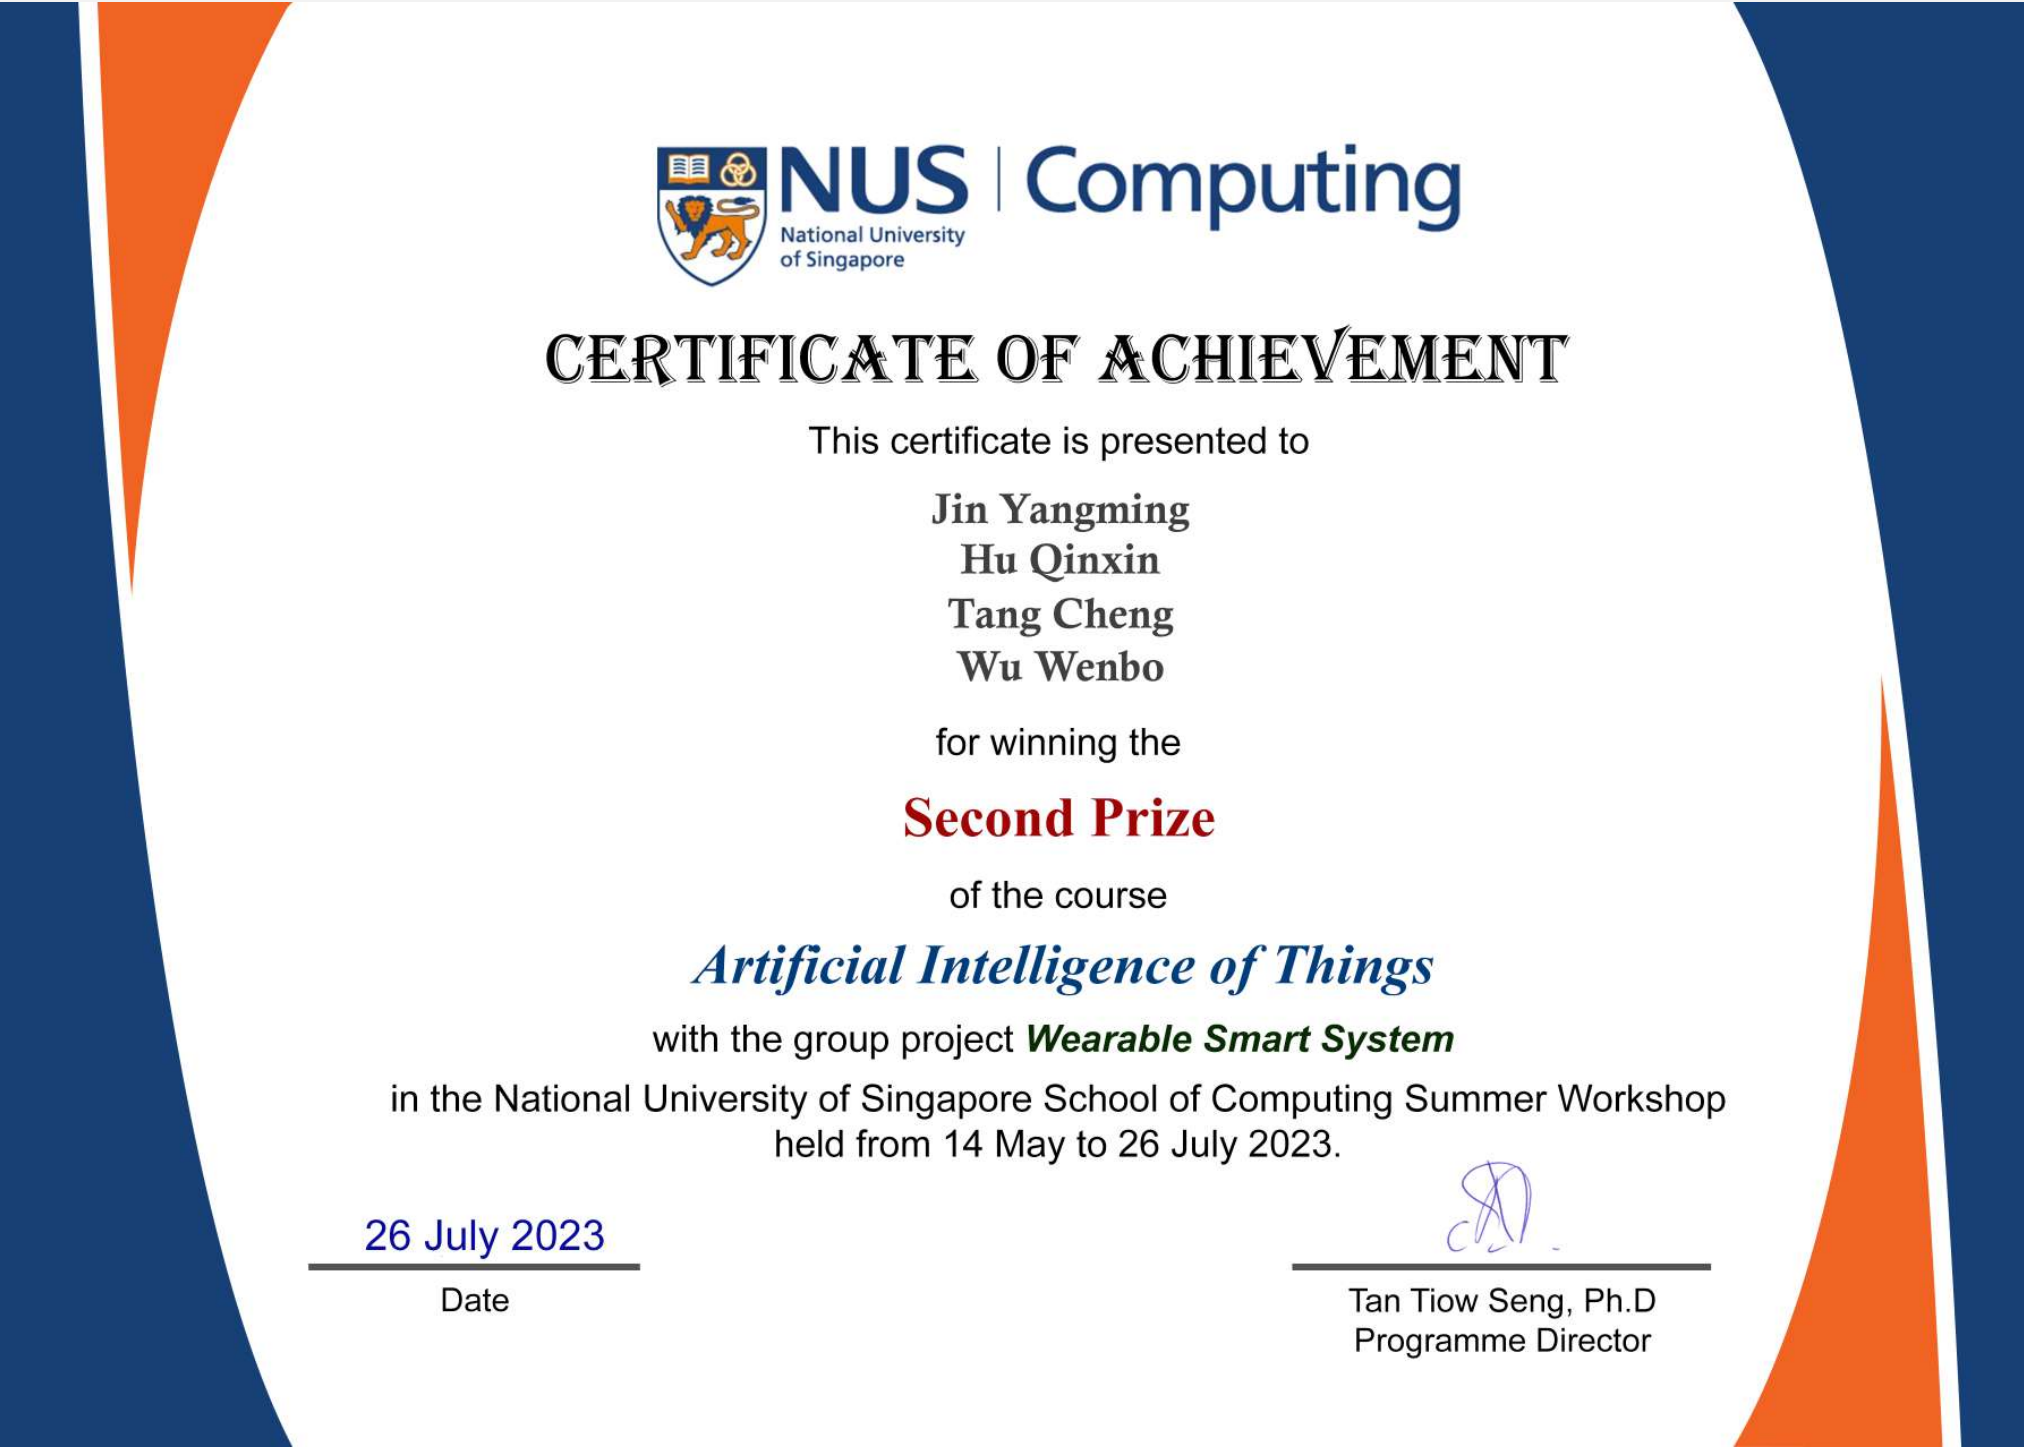 NUS | Computing
National University
of Singapore
CERTIFICATE OF ACHIEVEMENT
This certificate is presented to
Jin Yangming
Hu Qinxin
Tang Cheng
Wu Wenbo
for winning the
Second Prize
of the course
Artificial Intelligence of Things
with the group project Wearable Smart System
in the National University of Singapore School of Computing Summer Workshop
held from 14 May to 26 July 2023.
26 July 2023
Date
Tan Tiow Seng, Ph.D
Programme Director